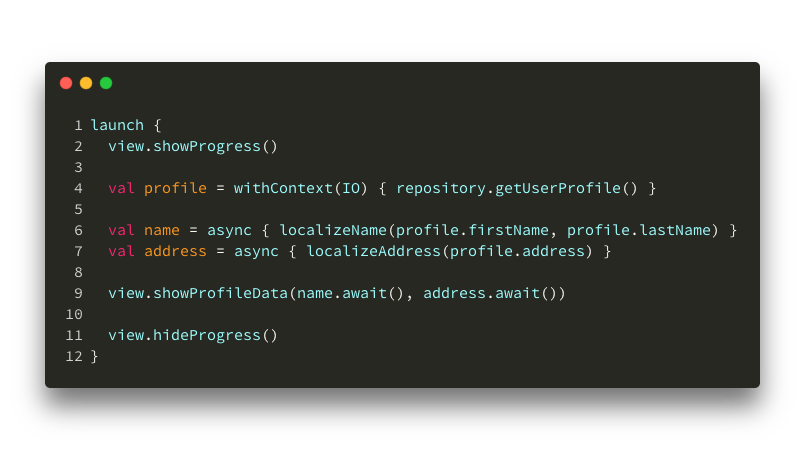 1 launch {
2   view.showProgress()
3
4   val profile = withContext(IO) { repository.getUserProfile() }
5
6   val name = async { localizeName(profile.firstName, profile.lastName) }
7   val address = async { localizeAddress(profile.address) }
8
9   view.showProfileData(name.await(), address.await())
10
11   view.hideProgress()
12 }